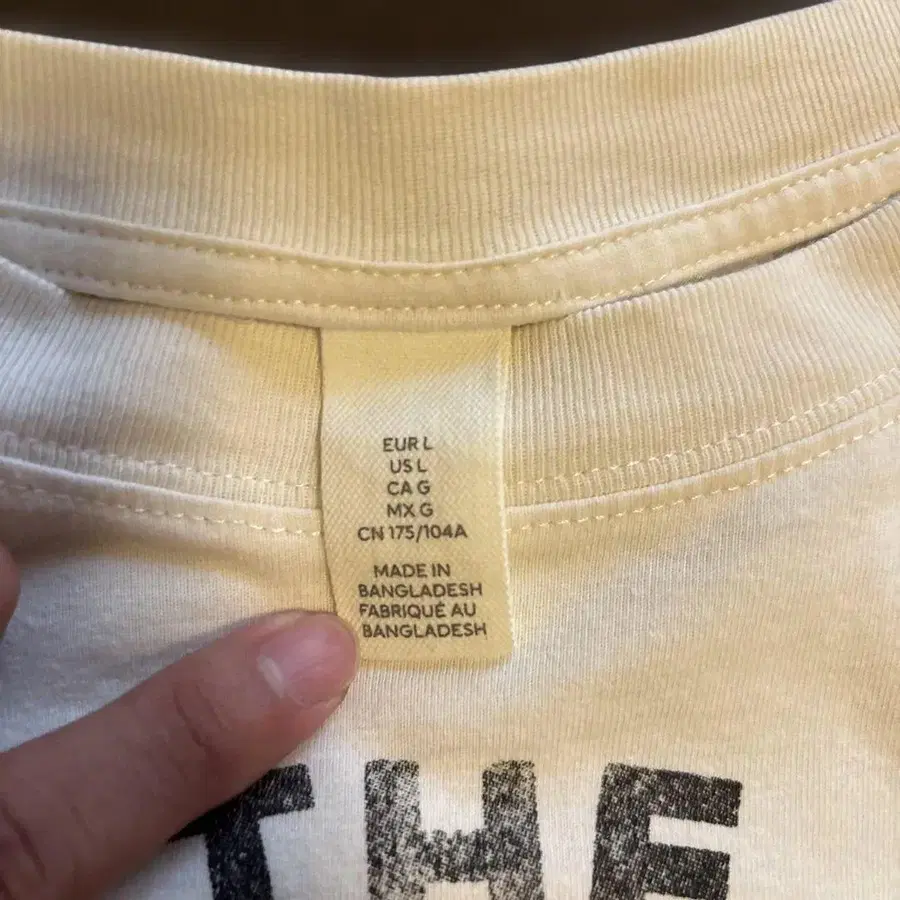 EUR L
US L
CA G
MX G
CN 175/104A
MADE IN
BANGLADESH
FABRIQUÉ AU
BANGLADESH
THE